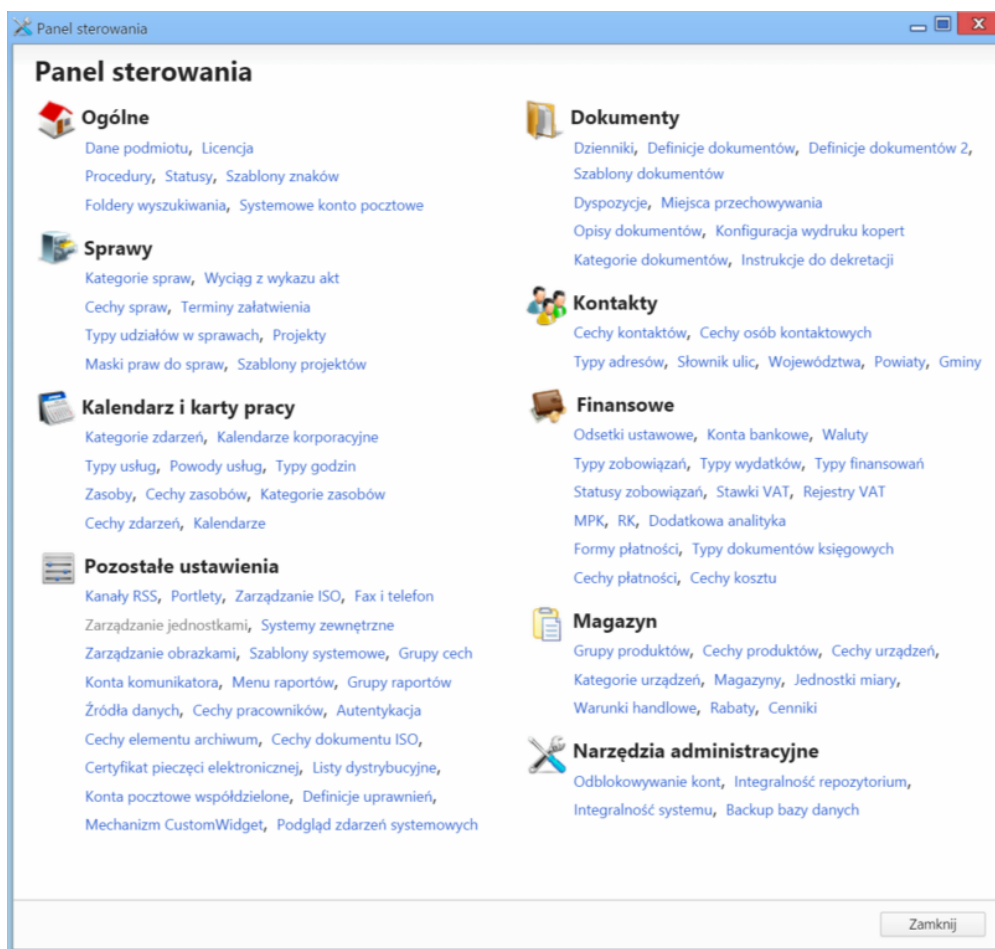 Panel sterowania
Panel sterowania
Ogólne
Dane podmiotu, Licencja
Procedury, Statusy, Szablony znaków
Foldery wyszukiwania, Systemowe konto pocztowe
Sprawy
Kategorie spraw, Wyciąg z wykazu akt
Cechy spraw, Terminy załatwienia
Typy udziałów w sprawach, Projekty
Maski praw do spraw, Szablony projektów
Kalendarz i karty pracy
Kategorie zdarzeń, Kalendarze korporacyjne
Typy usług, Powody usług, Typy godzin
Zasoby, Cechy zasobów, Kategorie zasobów
Cechy zdarzeń, Kalendarze
Pozostałe ustawienia
Kanały RSS, Portlety, Zarządzanie ISO, Fax i telefon
Zarządzanie jednostkami, Systemy zewnętrzne
Zarządzanie obrazkami, Szablony systemowe, Grupy cech
Konta komunikatora, Menu raportów, Grupy raportów
Źródła danych, Cechy pracowników, Autentykacja
Cechy elementu archiwum, Cechy dokumentu ISO,
Certyfikat pieczęci elektronicznej, Listy dystrybucyjne,
Konta pocztowe współdzielone, Definicje uprawnień,
Mechanizm CustomWidget, Podgląd zdarzeń systemowych
Dokumenty
Dzienniki, Definicje dokumentów, Definicje dokumentów 2,
Szablony dokumentów
Dyspozycje, Miejsca przechowywania
Opisy dokumentów, Konfiguracja wydruku kopert
Kategorie dokumentów, Instrukcje do dekretacji
Kontakty
Cechy kontaktów, Cechy osób kontaktowych
Typy adresów, Słownik ulic, Województwa, Powiaty, Gminy
Finansowe
Odsetki ustawowe, Konta bankowe, Waluty
Typy zobowiązań, Typy wydatków, Typy finansowań
Statusy zobowiązań, Stawki VAT, Rejestry VAT
MPK, RK, Dodatkowa analityka
Formy płatności, Typy dokumentów księgowych
Cechy płatności, Cechy kosztu
Magazyn
Grupy produktów, Cechy produktów, Cechy urządzeń,
Kategorie urządzeń, Magazyny, Jednostki miary,
Warunki handlowe, Rabaty, Cenniki
Narzędzia administracyjne
Odblokowywanie kont, Integralność repozytorium,
Integralność systemu, Backup bazy danych
Zamknij